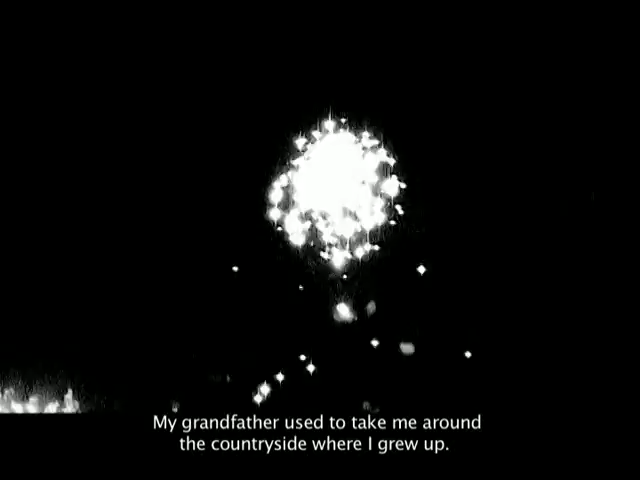 My grandfather used to take me around
the countryside where I grew up.